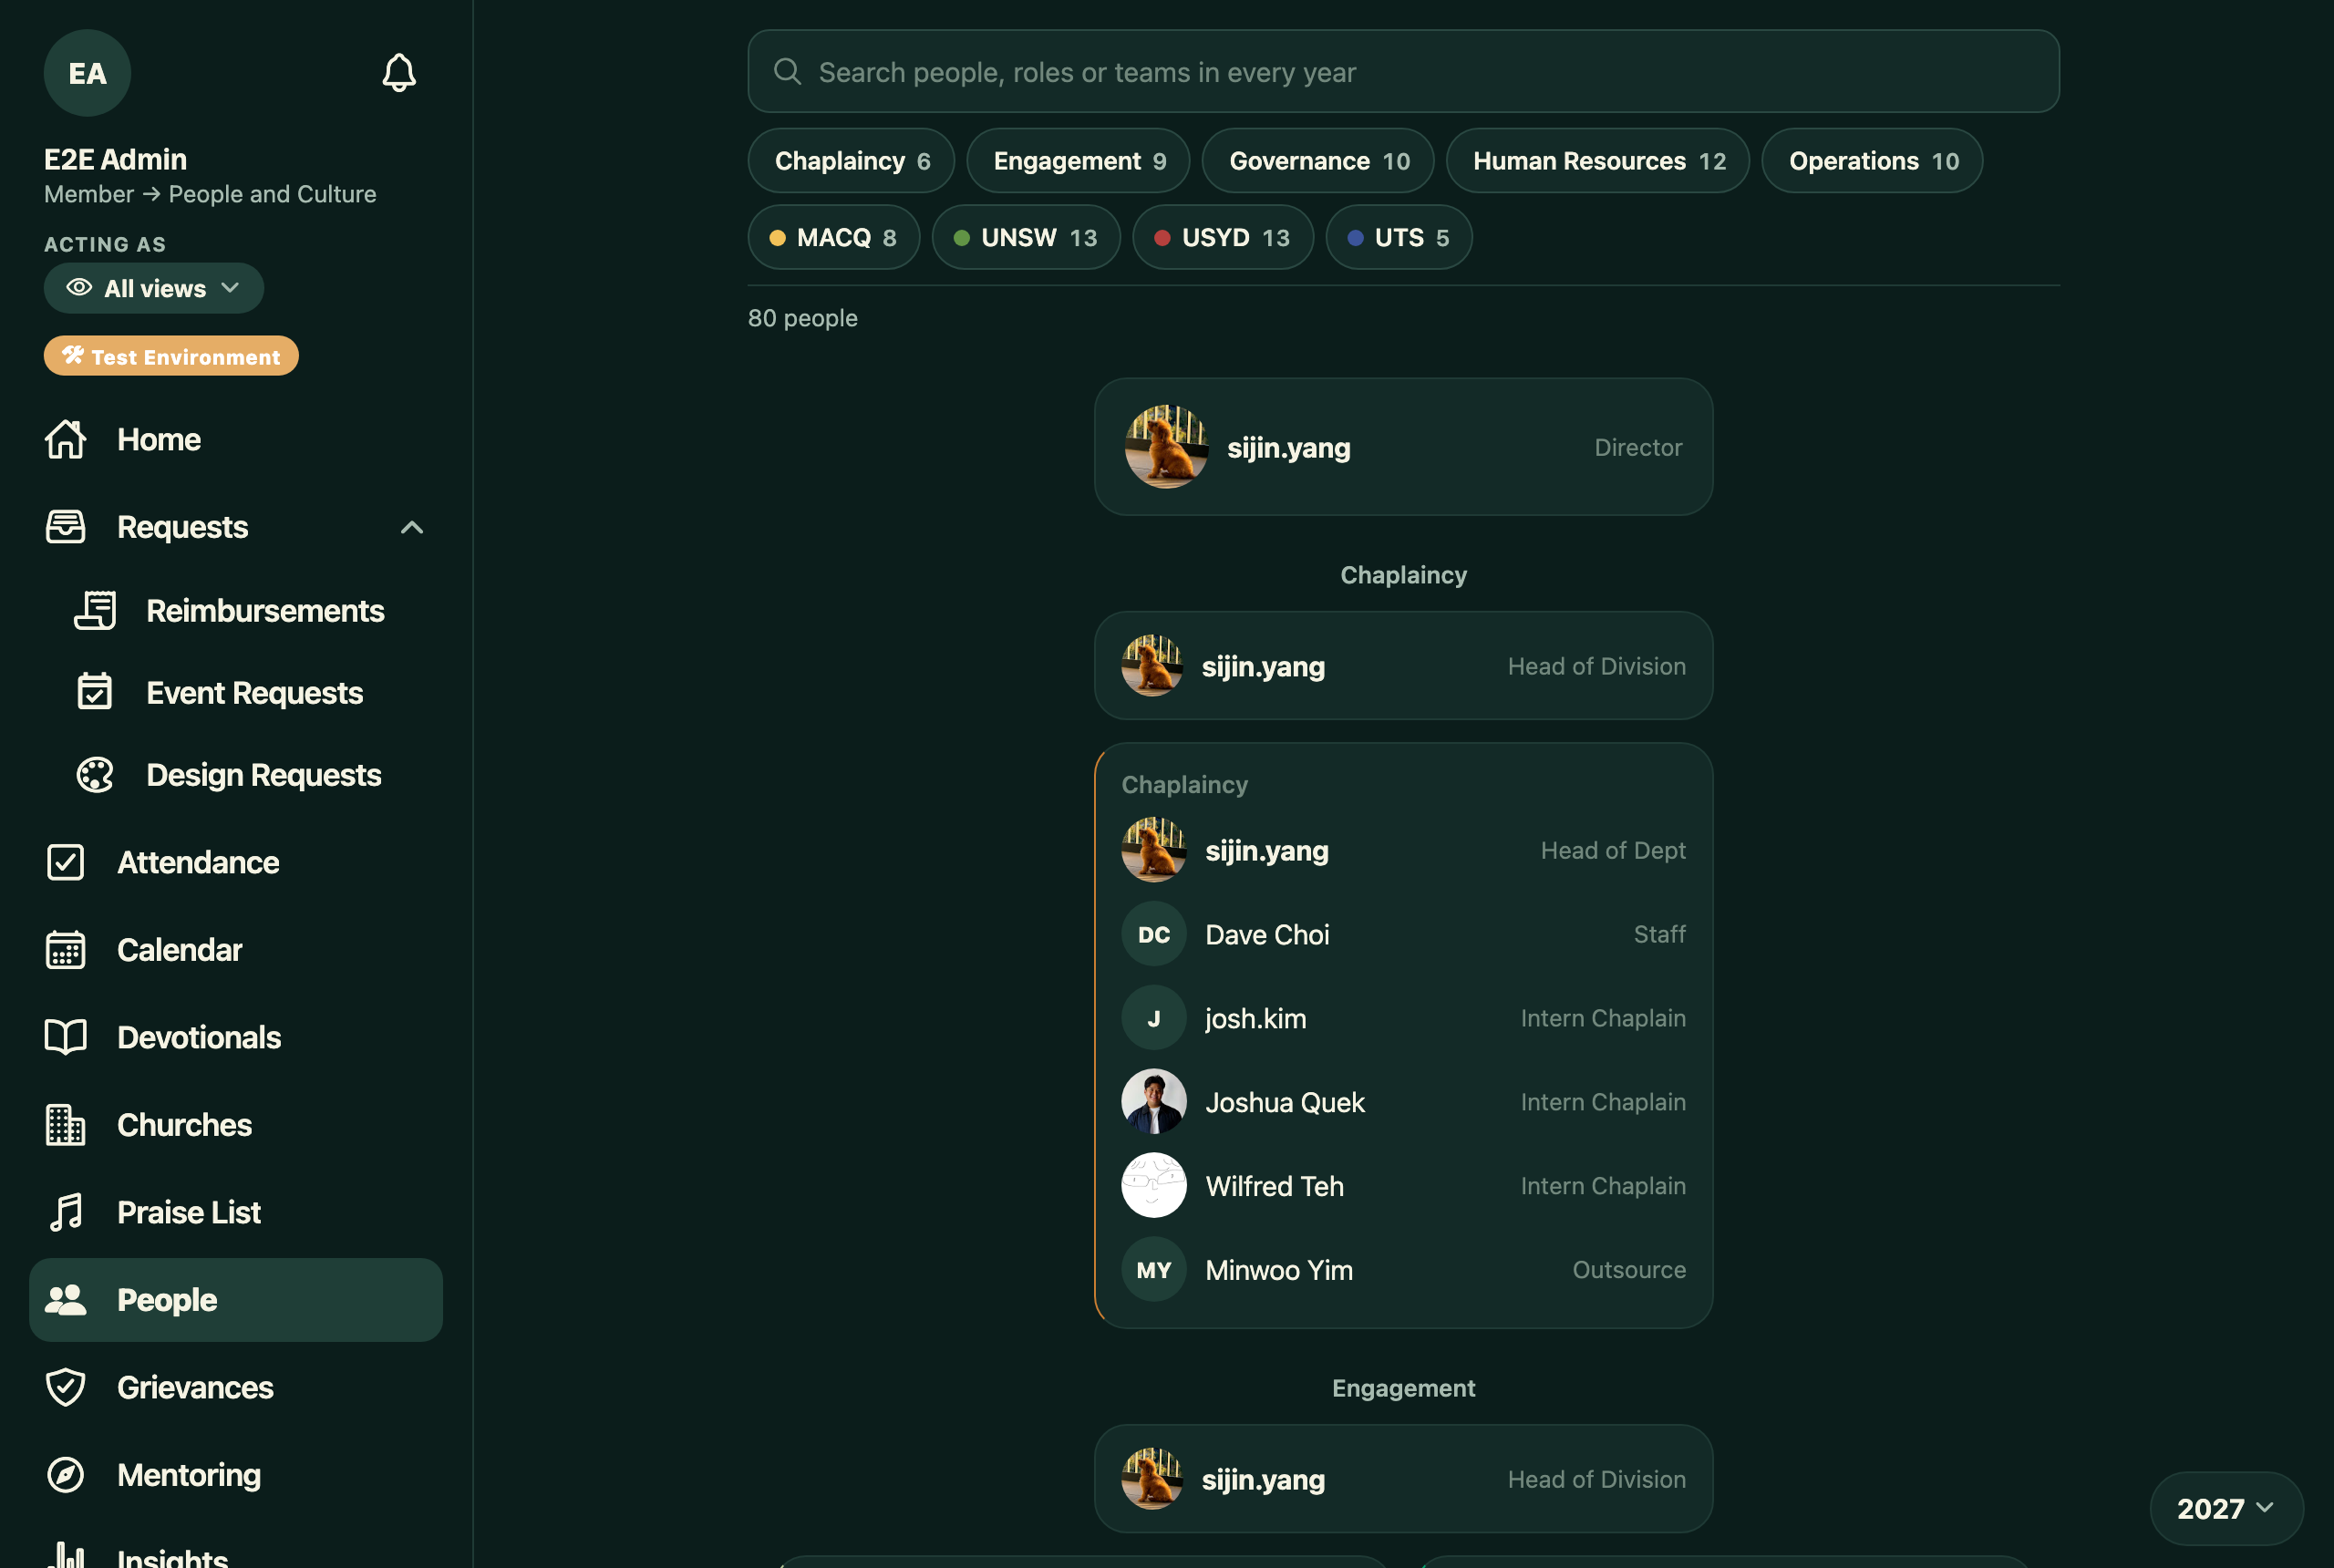 EA
E2E Admin
Member → People and Culture
ACTING AS
All views
Test Environment
Home
Requests
Reimbursements
Event Requests
Design Requests
Attendance
Calendar
Devotionals
Churches
Praise List
People
Grievances
Mentoring
Insights
Search people, roles or teams in every year
Chaplaincy 6 Engagement 9 Governance 10 Human Resources 12 Operations 10
MACQ 8 UNSW 13 USYD 13 UTS 5
80 people
sijin.yang Director
Chaplaincy
sijin.yang Head of Division
Chaplaincy
sijin.yang Head of Dept
DC Dave Choi Staff
J josh.kim Intern Chaplain
Joshua Quek Intern Chaplain
Wilfred Teh Intern Chaplain
MY Minwoo Yim Outsource
Engagement
sijin.yang Head of Division
2027